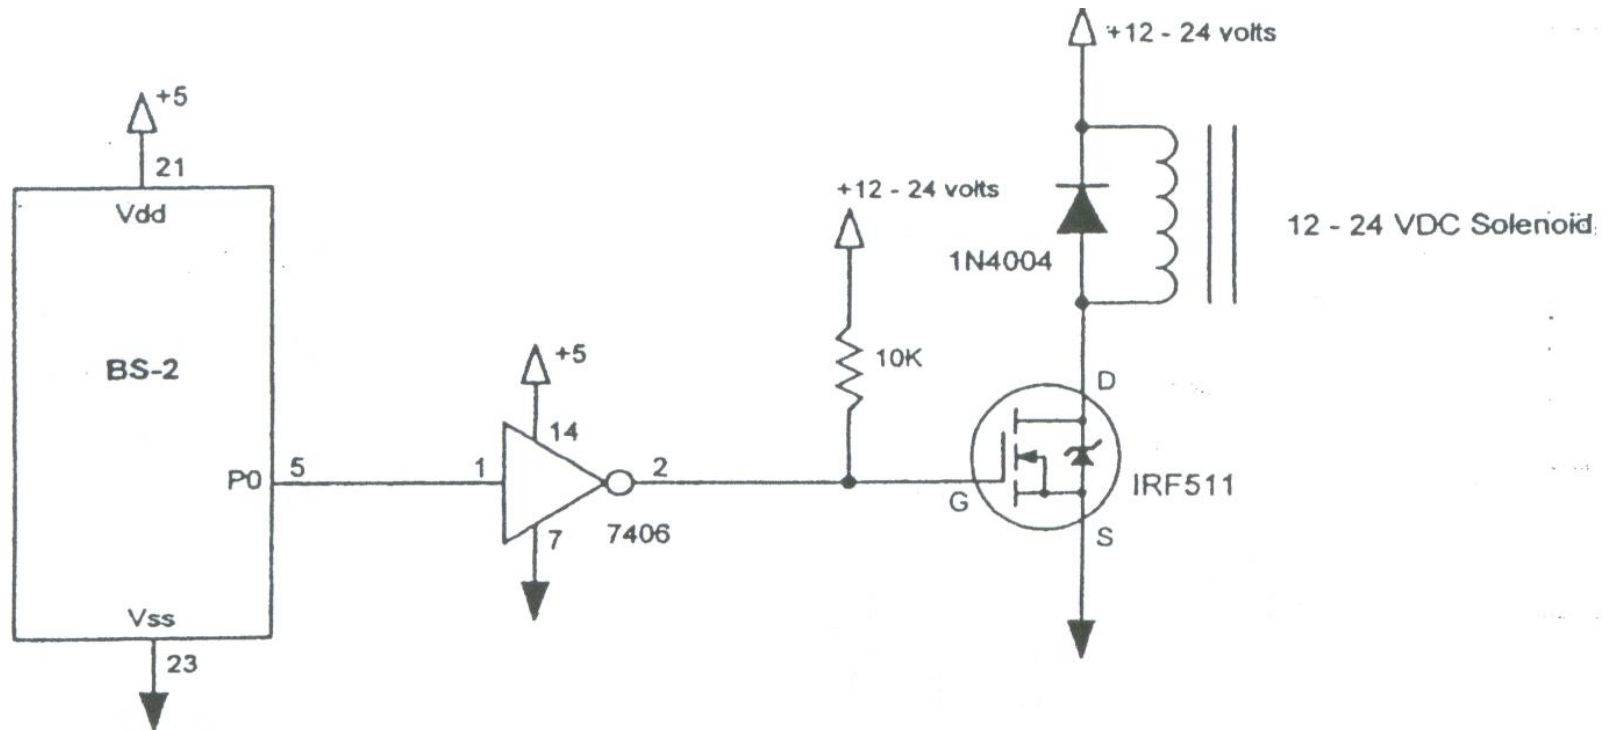 +12 - 24 volts
+5
21
Vdd
+12 - 24 volts
12 - 24 VDC Solenoid
1N4004
BS-2
+5
10K
D
14
P0
5
1
2
G
IRF511
7
7406
S
Vss
23